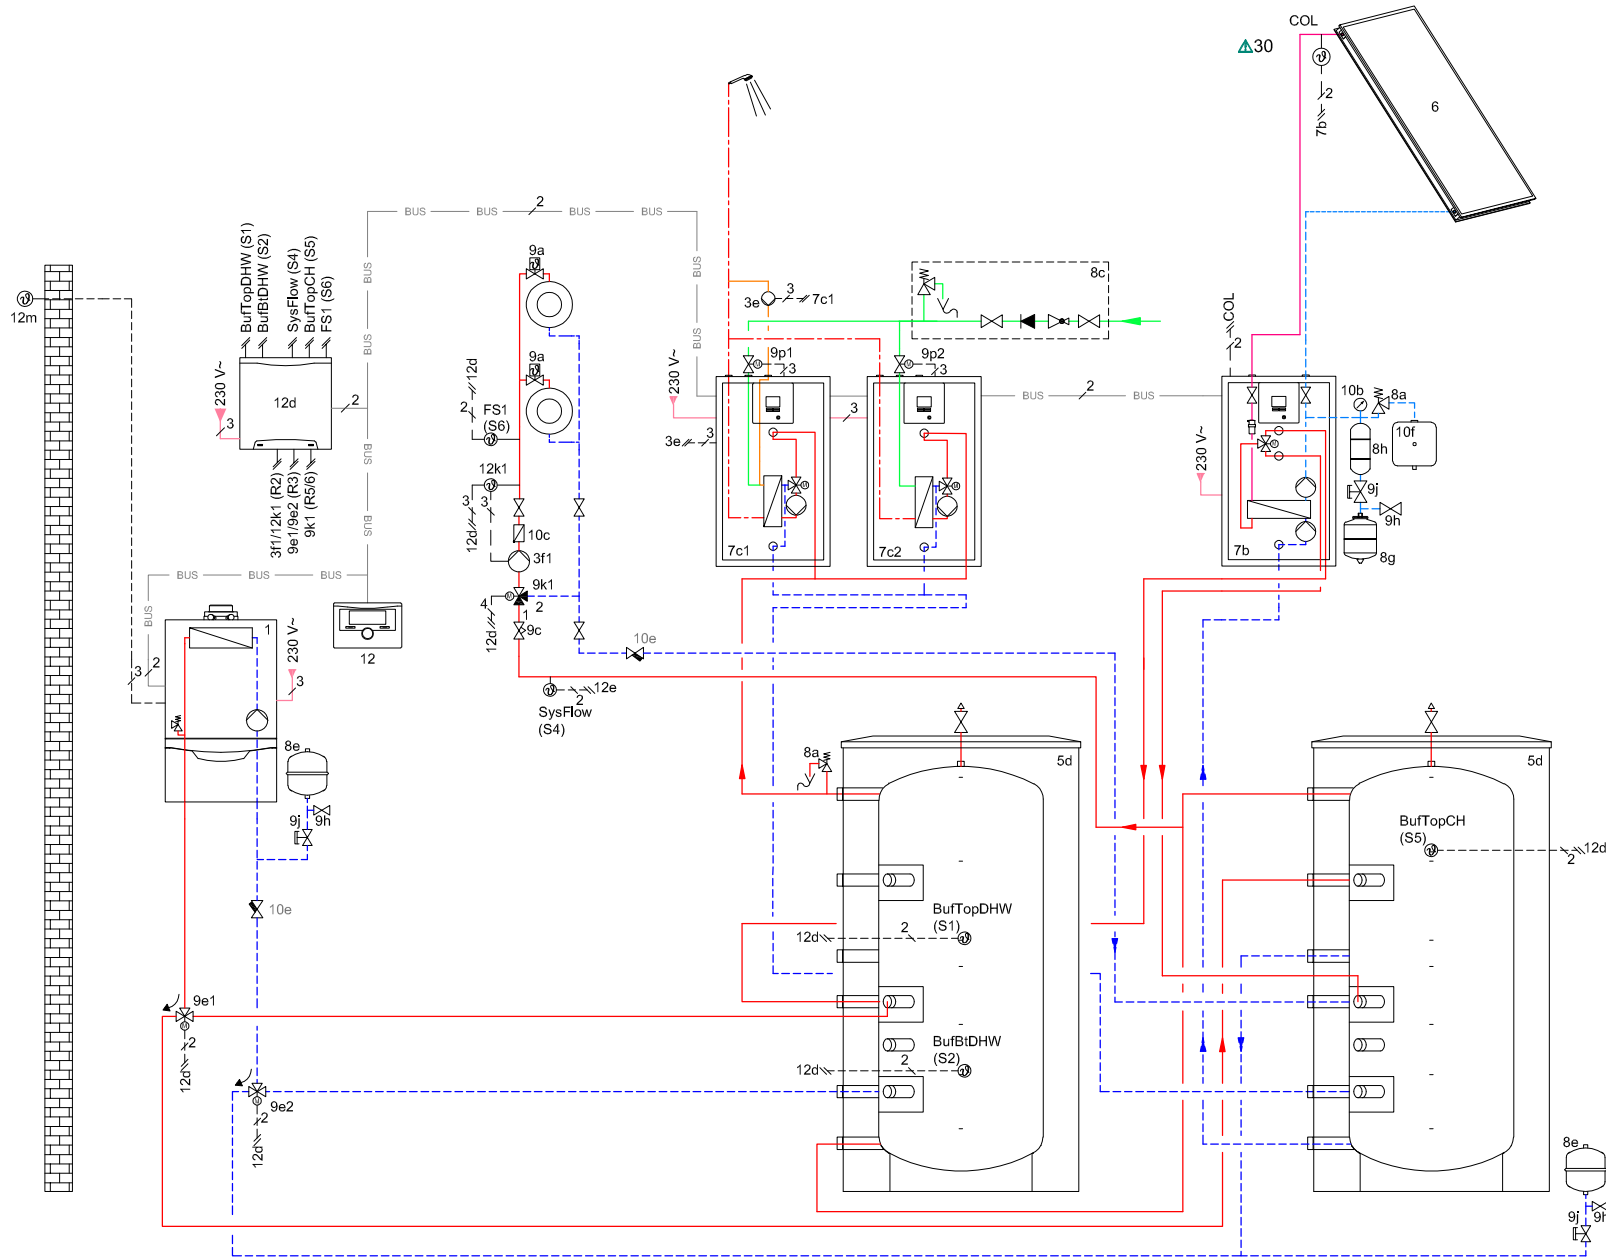 COL
30
2
7b
6
BUS BUS 2 BUS BUS
BufTopDHW (S1)
BufBtDHW (S2)
SysFlow (S4)
BufTopCH (S5)
FS1 (S6)
BUS
BUS
BUS
9a
8c
3
3e
7c1
12m
COL
2
230 V~
3
12d
2
12d
2
FS1
(S6)
9a
230 V~
3
3e
3
9p1
3
9p2
3
3
BUS 2 BUS
10b
8a
10f
8h
230 V~
9j
9h
8g
3f1/12k1 (R2)
9e1/9e2 (R3)
9k1 (R5/6)
BUS
12k1
3
3
12d
10c
3f1
7c1
7c2
7b
BUS BUS BUS
BUS
9k1
4
2
1
12d
9c
1
230 V~
3
2
3
12
10e
12e
2
SysFlow
(S4)
8e
9j
9h
8a
5d
5d
BufTopCH
(S5)
12d
2
10e
BufTopDHW
(S1)
12d
2
9e1
2
12d
BufBtDHW
(S2)
12d
2
9e2
2
12d
8e
9j
9h
M
M
M
M
M
M
M
M